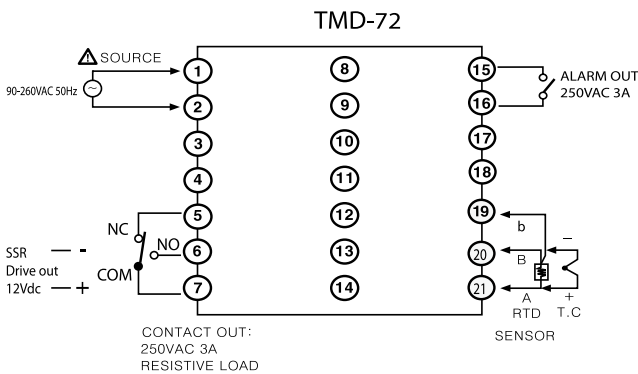 TMD-72
SOURCE
90-260VAC 50Hz
1
2
3
4
5
6
7
8
9
10
11
12
13
14
15
16
17
18
19
20
21
ALARM OUT
250VAC 3A
NC
NO
COM
SSR - 
Drive out
12Vdc +
CONTACT OUT:
250VAC 3A
RESISTIVE LOAD
b
B
A
RTD
−
+
T.C
SENSOR